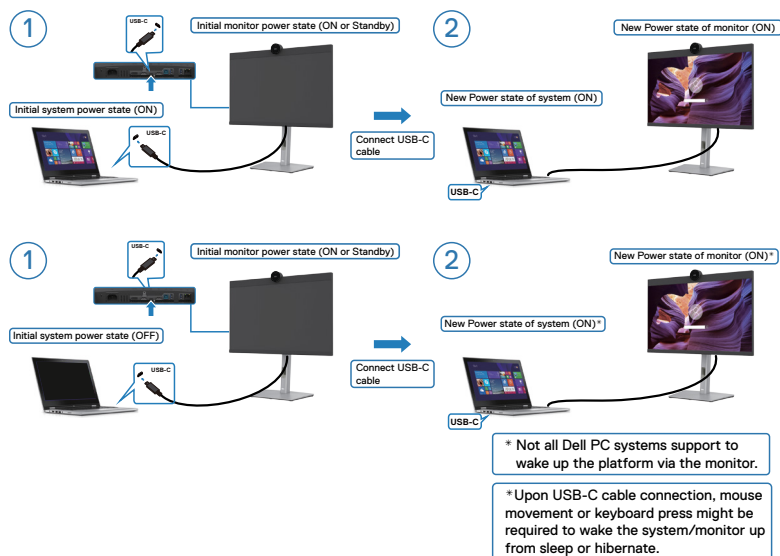 1
USB-C
Initial monitor power state (ON or Standby)
Initial system power state (ON)
USB-C
Connect USB-C
cable
2
New Power state of monitor (ON)
New Power state of system (ON)
USB-C
1
USB-C
Initial monitor power state (ON or Standby)
Initial system power state (OFF)
USB-C
Connect USB-C
cable
2
New Power state of monitor (ON)*
New Power state of system (ON)*
USB-C
* Not all Dell PC systems support to
wake up the platform via the monitor.
*Upon USB-C cable connection, mouse
movement or keyboard press might be
required to wake the system/monitor up
from sleep or hibernate.